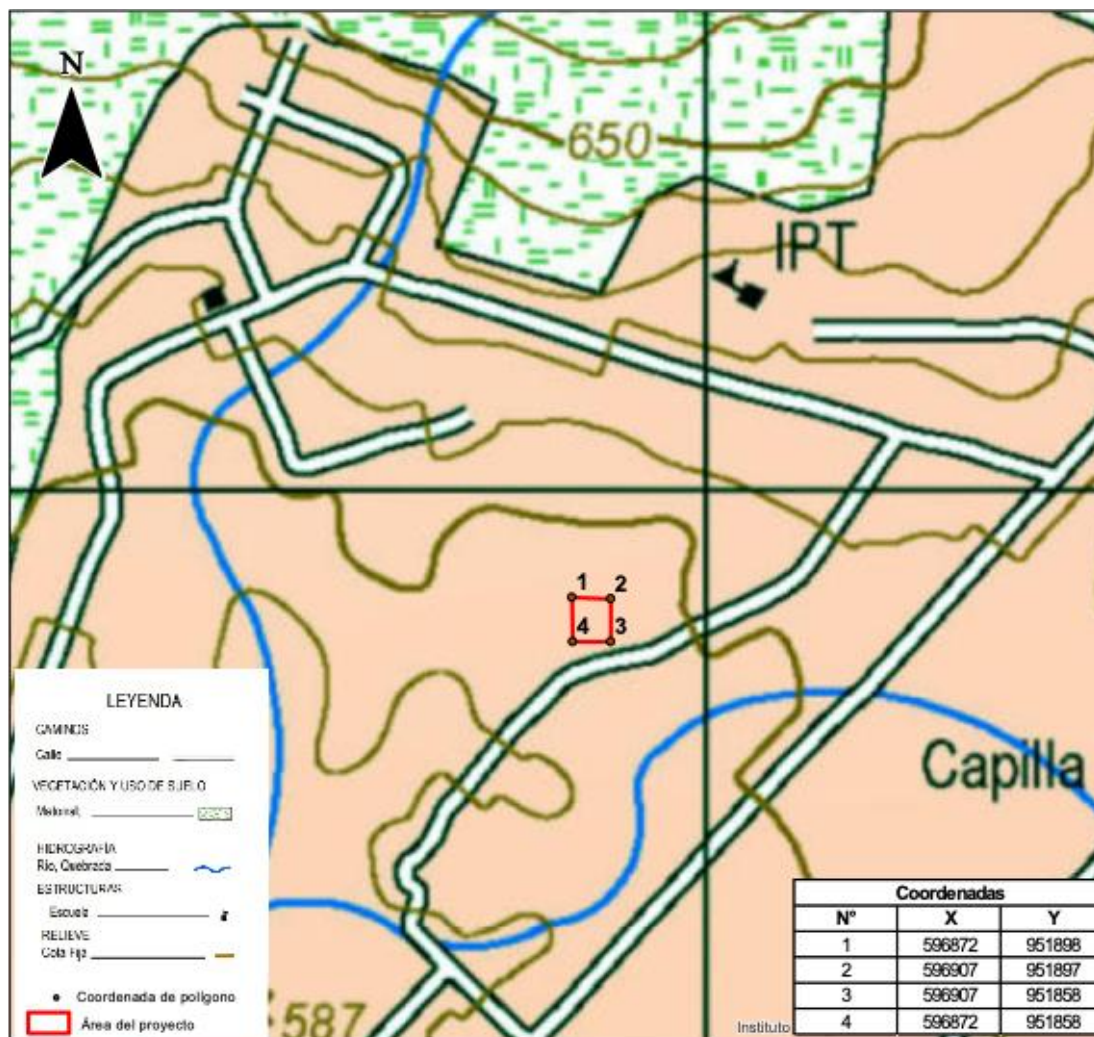 N
650
IPT
1 2
4 3
Capilla
587
Instituto
LEYENDA
CAMINOS
Calle
VEGETACIÓN Y USO DE SUELO
Matorral
HIDROGRAFÍA
Río, Quebrada
ESTRUCTURAS
Escuela
RELIEVE
Cota Fija
Coordenada de polígono
Área del proyecto
Coordenadas
N° X Y
1 596872 951898
2 596907 951897
3 596907 951858
4 596872 951858